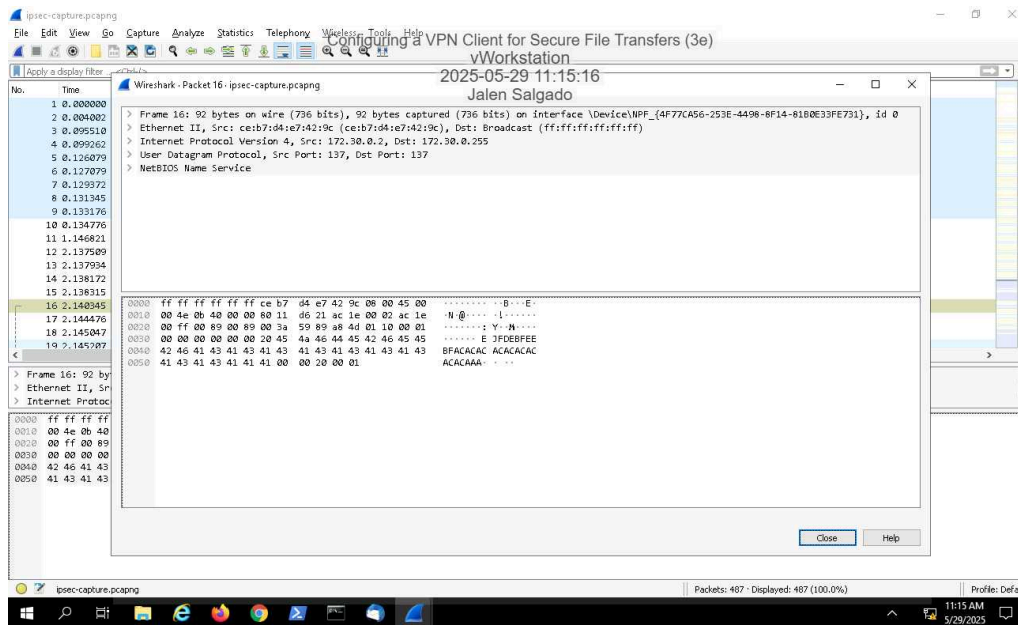 ipsec-capture.pcapng
File Edit View Go Capture Analyze Statistics Telephony Wireless Tools Help
Configuring a VPN Client for Secure File Transfers (3e)
vWorkstation
2025-05-29 11:15:16
Jalen Salgado
Apply a display filter ... <Ctrl-/>
No. Time
1 0.000000
2 0.004002
3 0.095510
4 0.099262
5 0.126079
6 0.127079
7 0.129372
8 0.131345
9 0.133176
10 0.134776
11 1.146821
12 2.137509
13 2.137934
14 2.138172
15 2.138315
16 2.140345
17 2.144476
18 2.145047
19 2.145207
Wireshark · Packet 16 · ipsec-capture.pcapng
> Frame 16: 92 bytes on wire (736 bits), 92 bytes captured (736 bits) on interface \Device\NPF_{4F77CA56-253E-4498-8F14-81B0E33FE731}, id 0
> Ethernet II, Src: ce:b7:d4:e7:42:9c (ce:b7:d4:e7:42:9c), Dst: Broadcast (ff:ff:ff:ff:ff:ff)
> Internet Protocol Version 4, Src: 172.30.0.2, Dst: 172.30.0.255
> User Datagram Protocol, Src Port: 137, Dst Port: 137
> NetBIOS Name Service
0000 ff ff ff ff ff ff ce b7 d4 e7 42 9c 08 00 45 00 ········ ··B···E·
0010 00 4e 0b 40 00 00 80 11 d6 21 ac 1e 00 02 ac 1e ·N·@···· ·!······
0020 00 ff 00 89 00 89 00 3a 59 89 a8 4d 01 10 00 01 ·······: Y··M····
0030 00 00 00 00 00 00 20 45 4a 46 44 45 42 46 45 45 ······ E JFDEBFEE
0040 42 46 41 43 41 43 41 43 41 43 41 43 41 43 41 43 BFACACAC ACACACAC
0050 41 43 41 43 41 41 41 00 00 20 00 01 ACACAAA· · ··
Close Help
> Frame 16: 92 by
> Ethernet II, Sr
> Internet Protoc
0000 ff ff ff ff
0010 00 4e 0b 40
0020 00 ff 00 89
0030 00 00 00 00
0040 42 46 41 43
0050 41 43 41 43
ipsec-capture.pcapng Packets: 487 · Displayed: 487 (100.0%) Profile: Defa
11:15 AM
5/29/2025